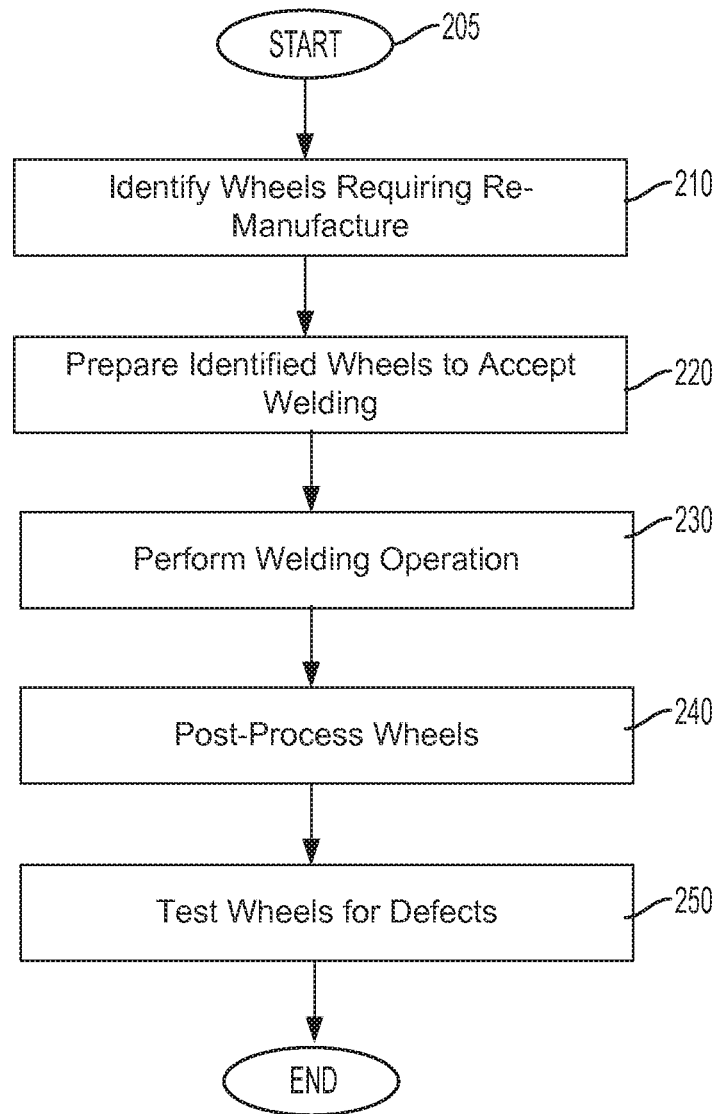 START
205
Identify Wheels Requiring Re-
Manufacture
210
Prepare Identified Wheels to Accept
Welding
220
Perform Welding Operation
230
Post-Process Wheels
240
Test Wheels for Defects
250
END